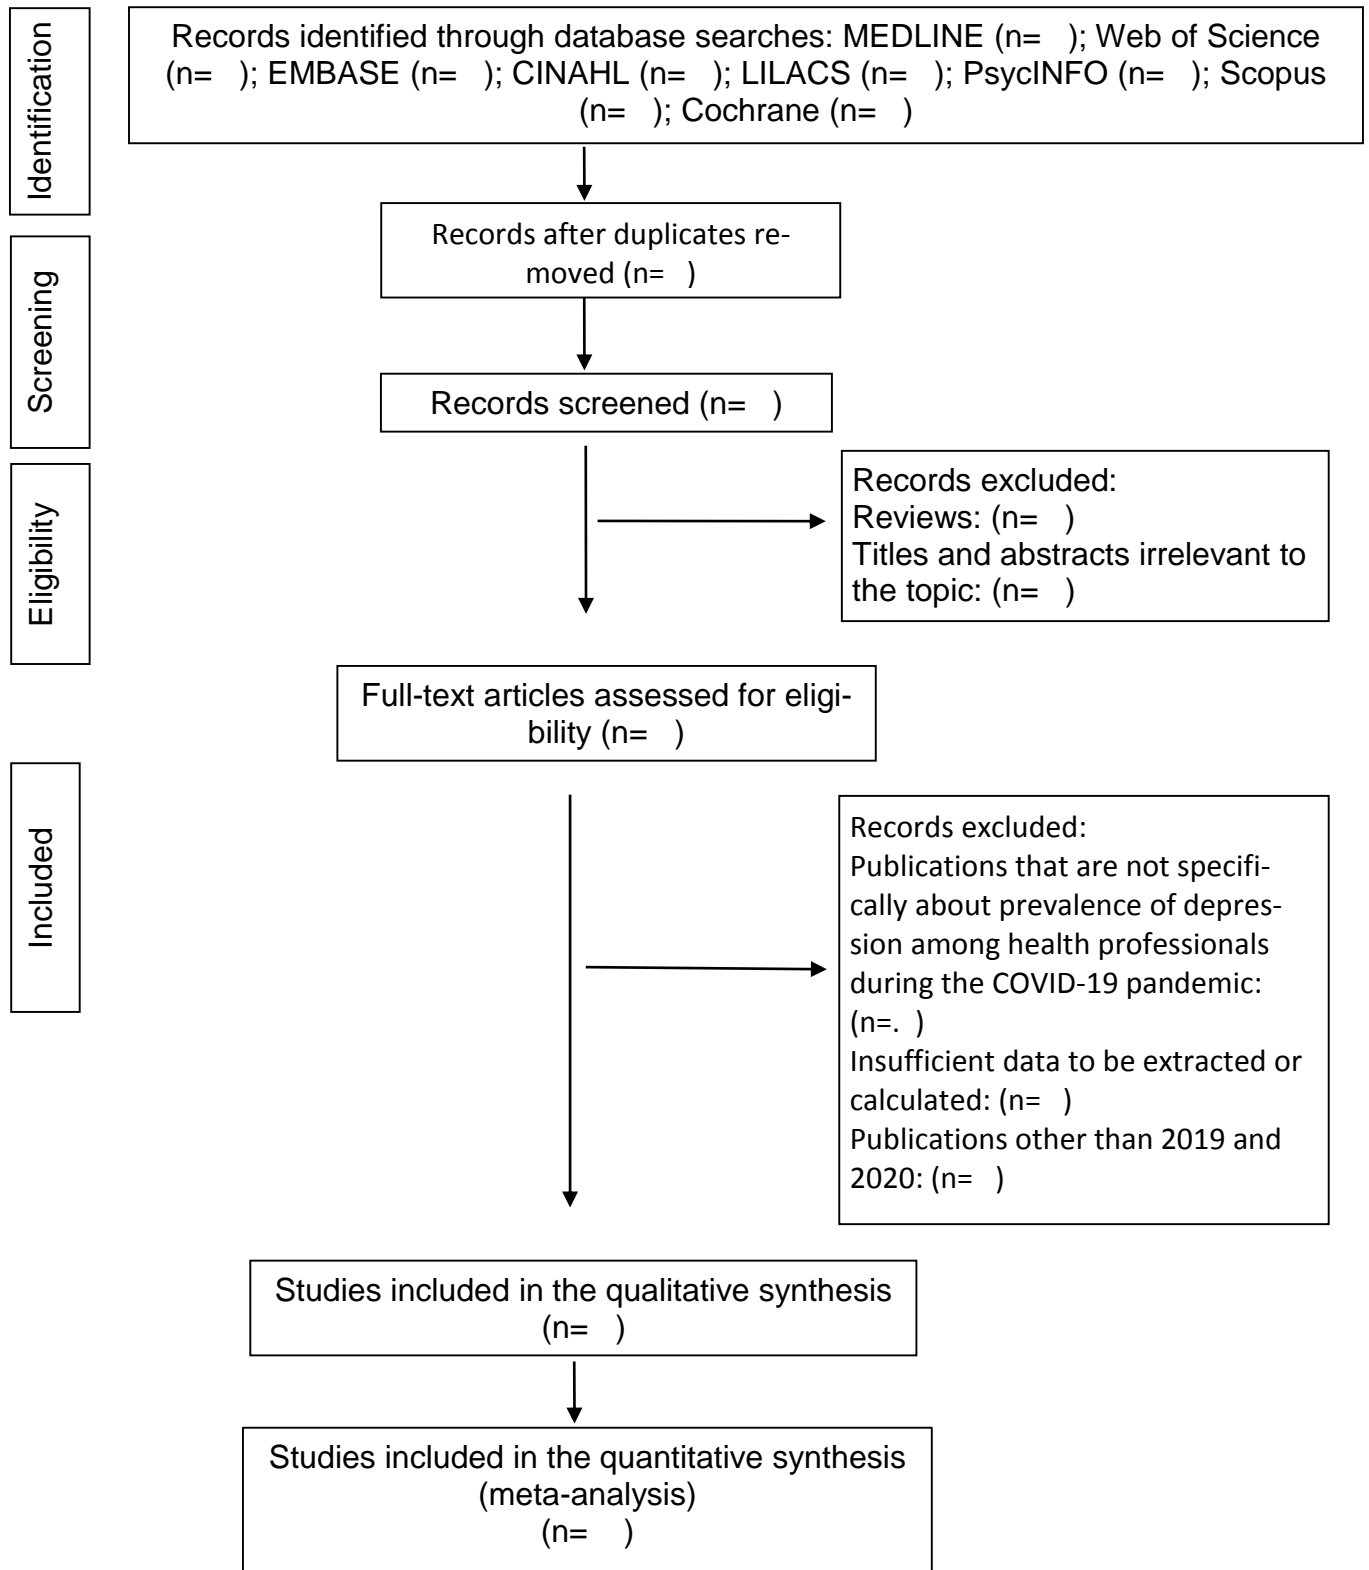 Identification
Records identified through database searches: MEDLINE (n=   ); Web of Science
(n=   ); EMBASE (n=   ); CINAHL (n=   ); LILACS (n=   ); PsycINFO (n=   ); Scopus
(n=   ); Cochrane (n=   )
Records after duplicates re-
moved (n=   )
Screening
Records screened (n=   )
Eligibility
Records excluded:
Reviews: (n=   )
Titles and abstracts irrelevant to
the topic: (n=   )
Full-text articles assessed for eligi-
bility (n=   )
Included
Records excluded:
Publications that are not specifi-
cally about prevalence of depres-
sion among health professionals
during the COVID-19 pandemic:
(n=.  )
Insufficient data to be extracted or
calculated: (n=   )
Publications other than 2019 and
2020: (n=   )
Studies included in the qualitative synthesis
(n=   )
Studies included in the quantitative synthesis
(meta-analysis)
(n=    )